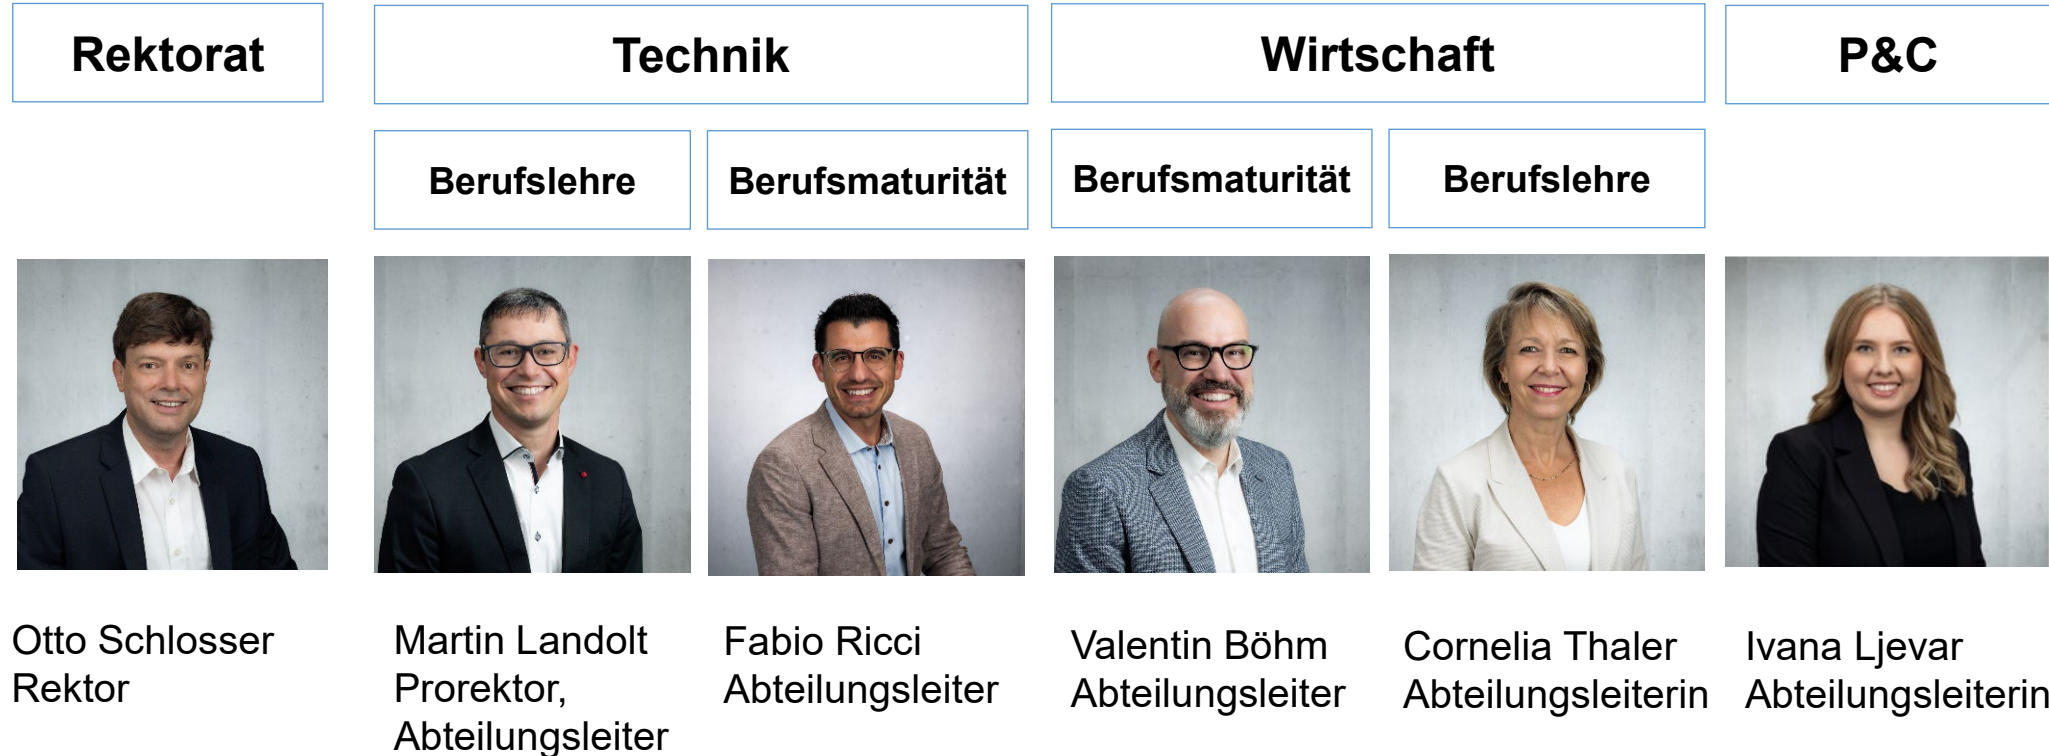 Rektorat
Technik
Wirtschaft
P&C
Berufslehre
Berufsmaturität
Berufsmaturität
Berufslehre
Otto Schlosser
Rektor
Martin Landolt
Prorektor,
Abteilungsleiter
Fabio Ricci
Abteilungsleiter
Valentin Böhm
Abteilungsleiter
Cornelia Thaler
Abteilungsleiterin
Ivana Ljevar
Abteilungsleiterin